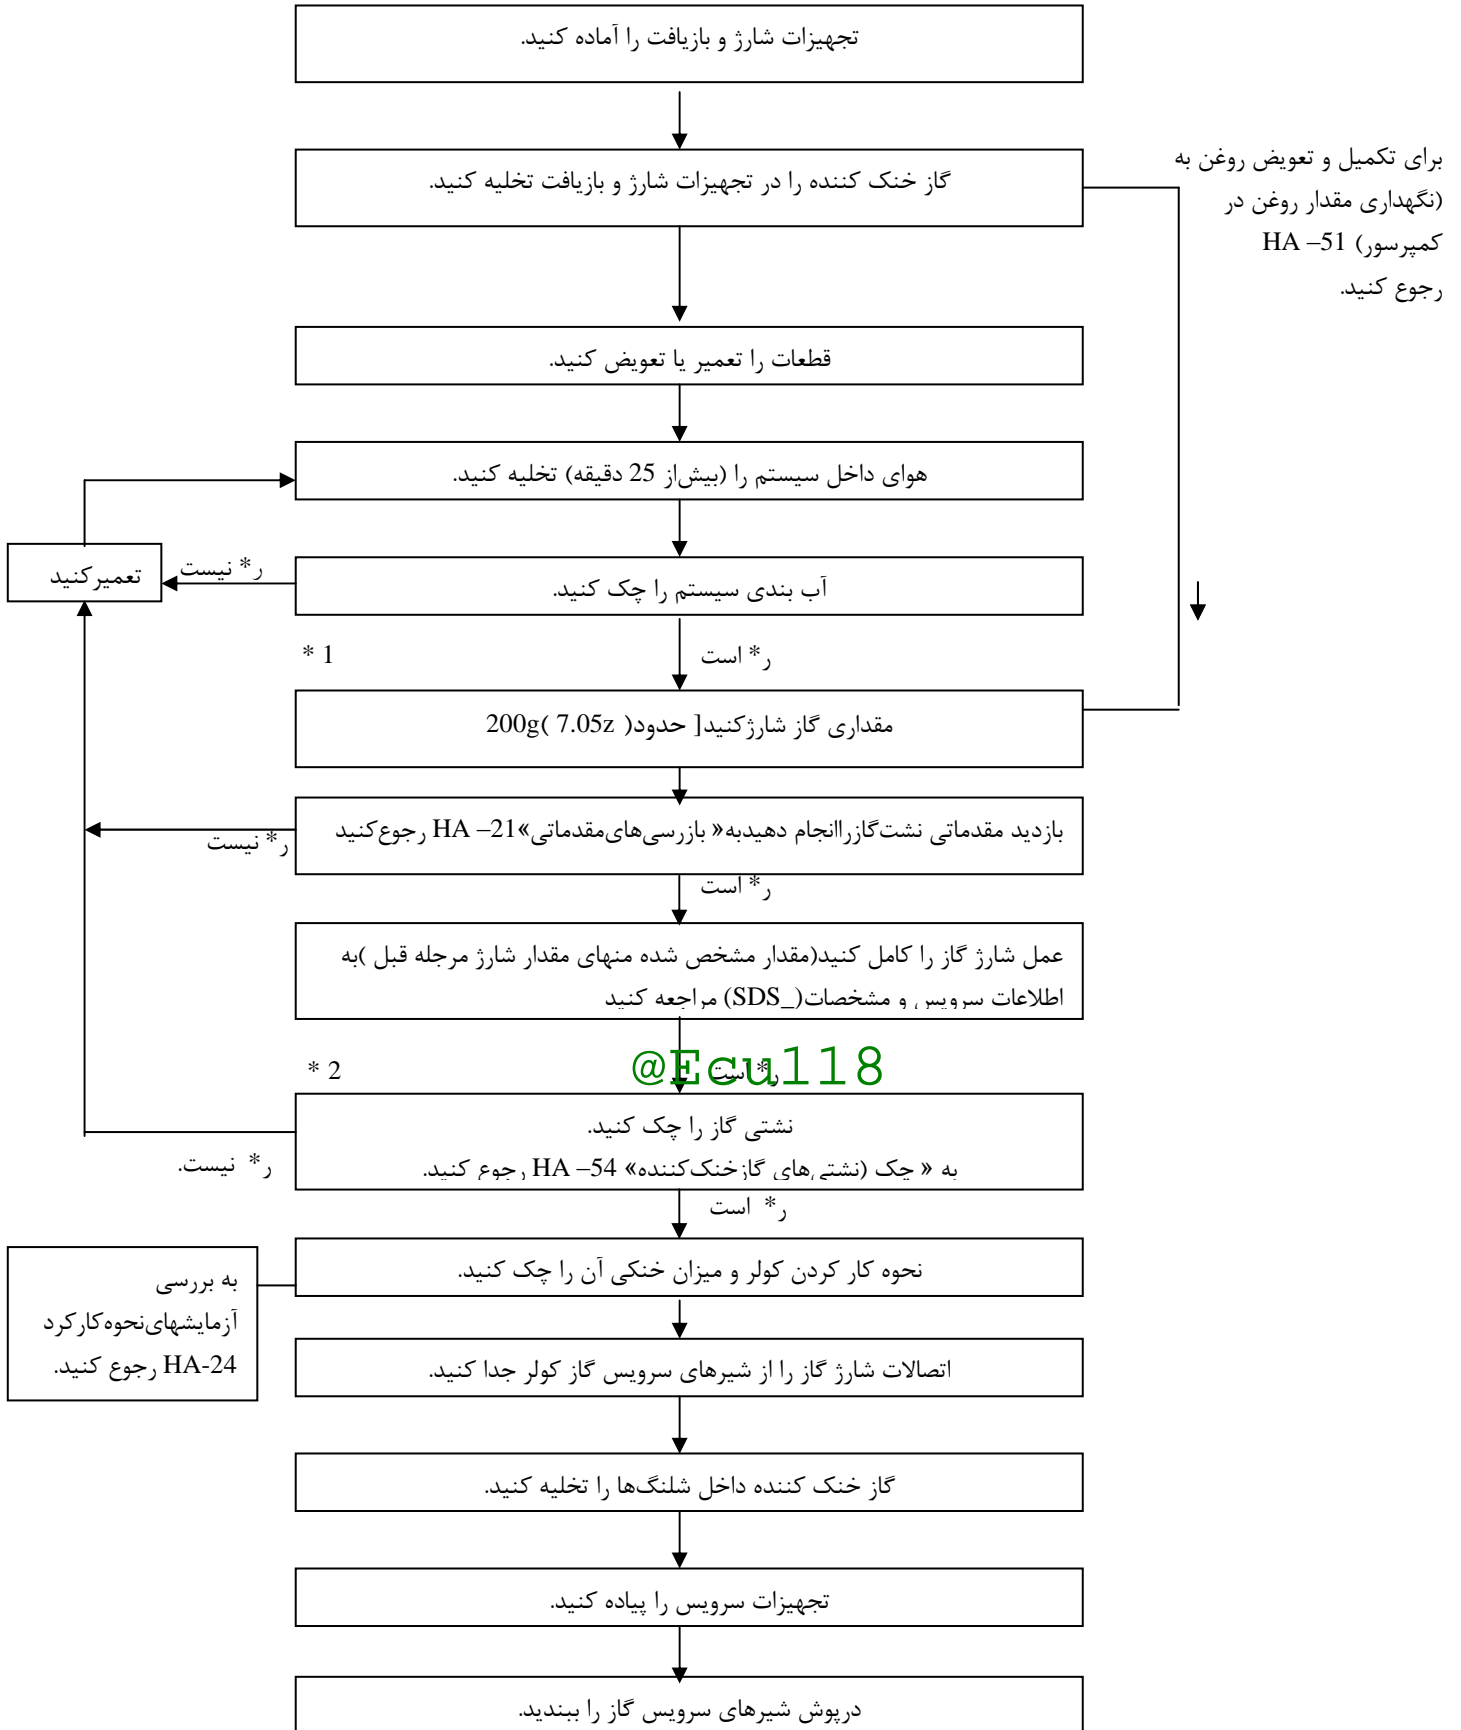 تجهیزات شارژ و بازیافت را آماده کنید.
گاز خنک کننده را در تجهیزات شارژ و بازیافت تخلیه کنید.
برای تکمیل و تعویض روغن به
(نگهداری مقدار روغن در
کمپرسور) HA –51
رجوع کنید.
قطعات را تعمیر یا تعویض کنید.
هوای داخل سیستم را (بیش‌از 25 دقیقه) تخلیه کنید.
تعمیرکنید
ر* نیست
آب بندی سیستم را چک کنید.
* 1
ر* است
مقداری گاز شارژکنید[ حدود( 200g( 7.05z
بازدید مقدماتی نشت‌گازراانجام دهیدبه« بازرسی‌های‌مقدماتی»HA –21 رجوع‌کنید
ر* نیست
ر* است
عمل شارژ گاز را کامل کنید(مقدار مشخص شده منهای مقدار شارژ مرحله قبل )به
اطلاعات سرویس و مشخصات(_SDS) مراجعه کنید
* 2
ر* است
@Ecu118
نشتی گاز را چک کنید.
به « چک (نشتی‌های گازخنک‌کننده» HA –54 رجوع کنید.
ر* نیست.
ر* است
نحوه کار کردن کولر و میزان خنکی آن را چک کنید.
به بررسی
آزمایشهای‌نحوه‌کارکرد
HA-24 رجوع کنید.
اتصالات شارژ گاز را از شیرهای سرویس گاز کولر جدا کنید.
گاز خنک کننده داخل شلنگ‌ها را تخلیه کنید.
تجهیزات سرویس را پیاده کنید.
درپوش شیرهای سرویس گاز را ببندید.